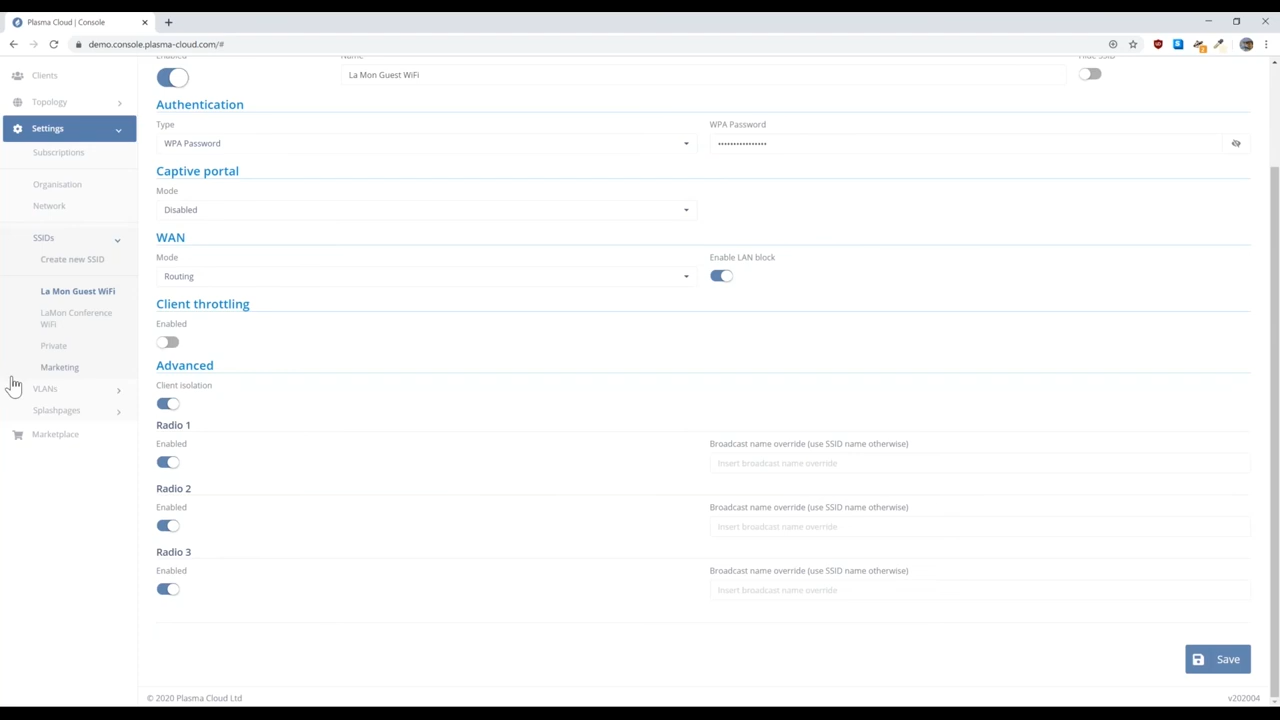 Plasma Cloud | Console
demo.console.plasma-cloud.com/#
Clients
Topology
Settings
Subscriptions
Organisation
Network
SSIDs
Create new SSID
La Mon Guest WiFi
LaMon Conference
WiFi
Private
Marketing
VLANs
Splashpages
Marketplace
Enabled
Name
Hide SSID
La Mon Guest WiFi
Authentication
Type
WPA Password
WPA Password
••••••••••••••••
Captive portal
Mode
Disabled
WAN
Mode
Enable LAN block
Routing
Client throttling
Enabled
Advanced
Client isolation
Radio 1
Enabled
Broadcast name override (use SSID name otherwise)
Insert broadcast name override
Radio 2
Enabled
Broadcast name override (use SSID name otherwise)
Insert broadcast name override
Radio 3
Enabled
Broadcast name override (use SSID name otherwise)
Insert broadcast name override
Save
© 2020 Plasma Cloud Ltd
v202004